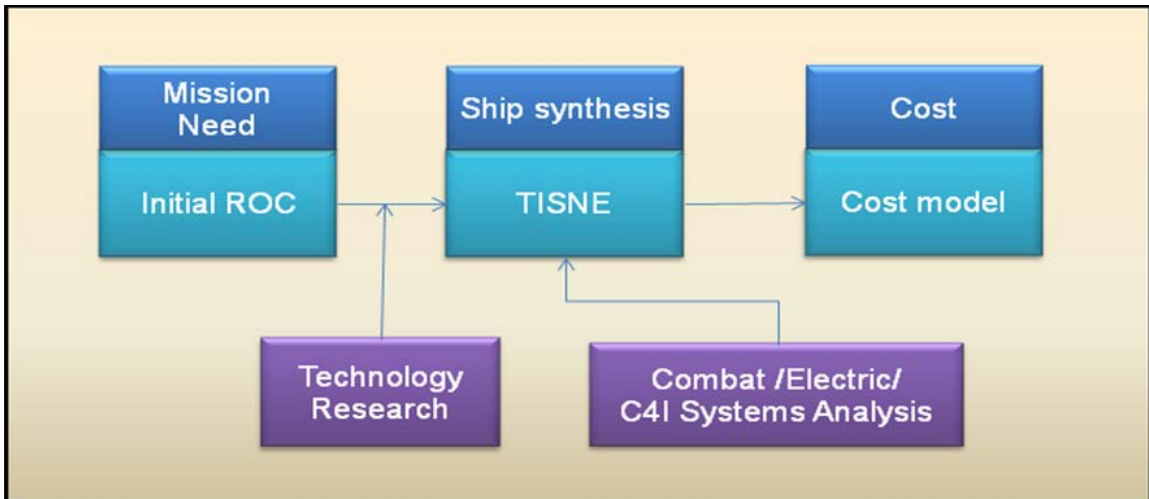 Mission
Need
Initial ROC
Ship synthesis
TISNE
Cost
Cost model
Technology
Research
Combat /Electric/
C4I Systems Analysis